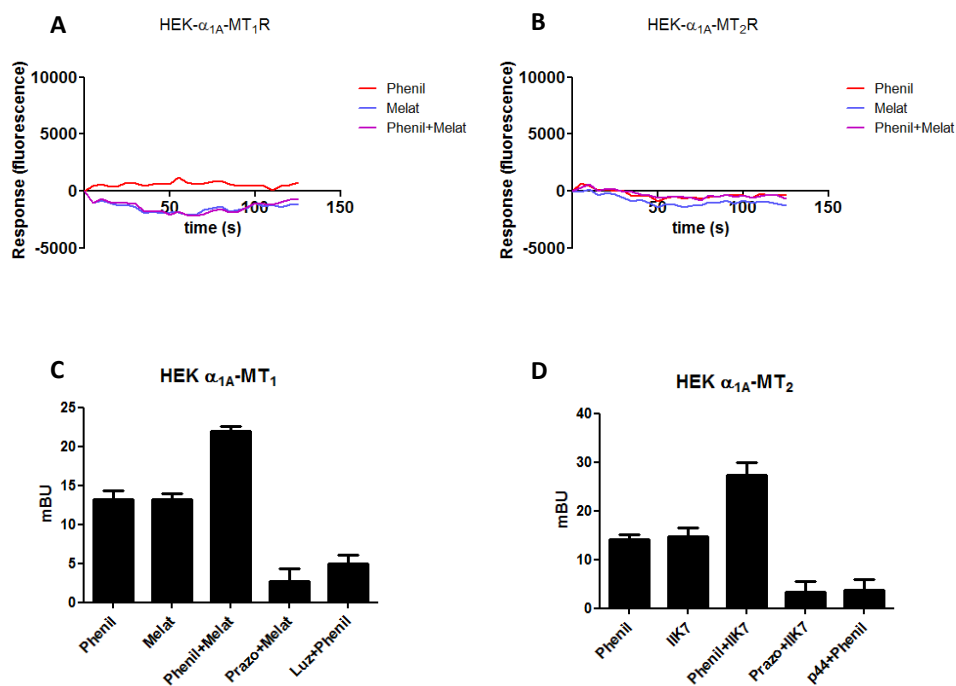 A
HEK-α1A-MT1R
Response (fluorescence)
10000
5000
0
-5000
50
100
150
time (s)
Phenil
Melat
Phenil+Melat
B
HEK-α1A-MT2R
Response (fluorescence)
10000
5000
0
-5000
50
100
150
time (s)
Phenil
Melat
Phenil+Melat
C
HEK α1A-MT1
mBU
25
20
15
10
5
0
Phenil
Melat
Phenil+Melat
Prazo+Melat
Luz+Phenil
D
HEK α1A-MT2
mBU
40
30
20
10
0
Phenil
IIK7
Phenil+IIK7
Prazo+IIK7
p44+Phenil